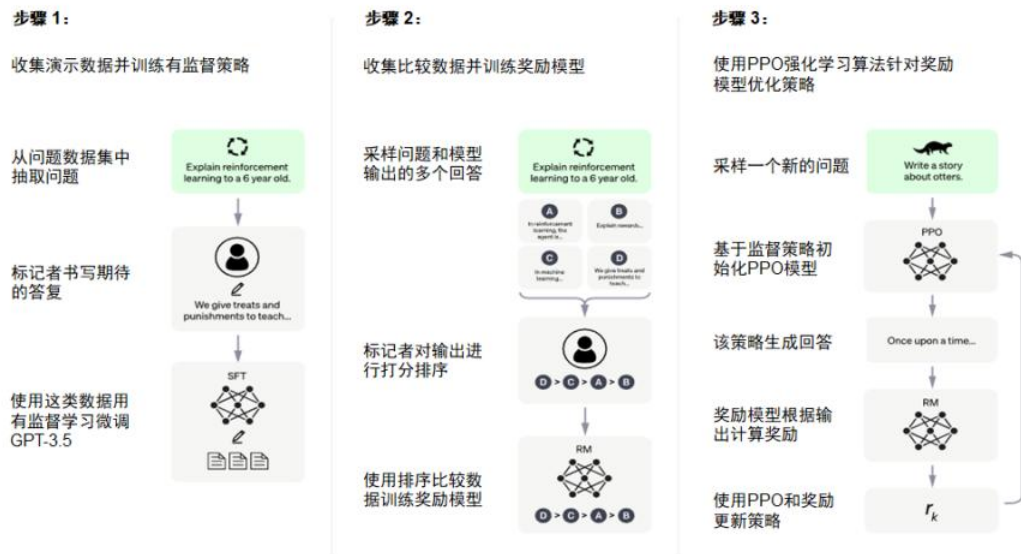 步骤 1：
收集演示数据并训练有监督策略
从问题数据集中
抽取问题
Explain reinforcement
learning to a 6 year old.
标记者书写期待
的答复
We give treats and
punishments to teach...
使用这类数据用
有监督学习微调
GPT-3.5
SFT
步骤 2：
收集比较数据并训练奖励模型
采样问题和模型
输出的多个回答
Explain reinforcement
learning to a 6 year old.
A
In reinforcement
learning, the
agent is...
B
Explain rewards...
C
In machine
learning...
D
We give treats and
punishments to
teach...
标记者对输出进
行打分排序
D > C > A > B
使用排序比较数
据训练奖励模型
RM
D > C > A > B
步骤 3：
使用PPO强化学习算法针对奖励
模型优化策略
采样一个新的问题
Write a story
about otters.
基于监督策略初
始化PPO模型
PPO
该策略生成回答
Once upon a time...
奖励模型根据输
出计算奖励
RM
使用PPO和奖励
更新策略
rk